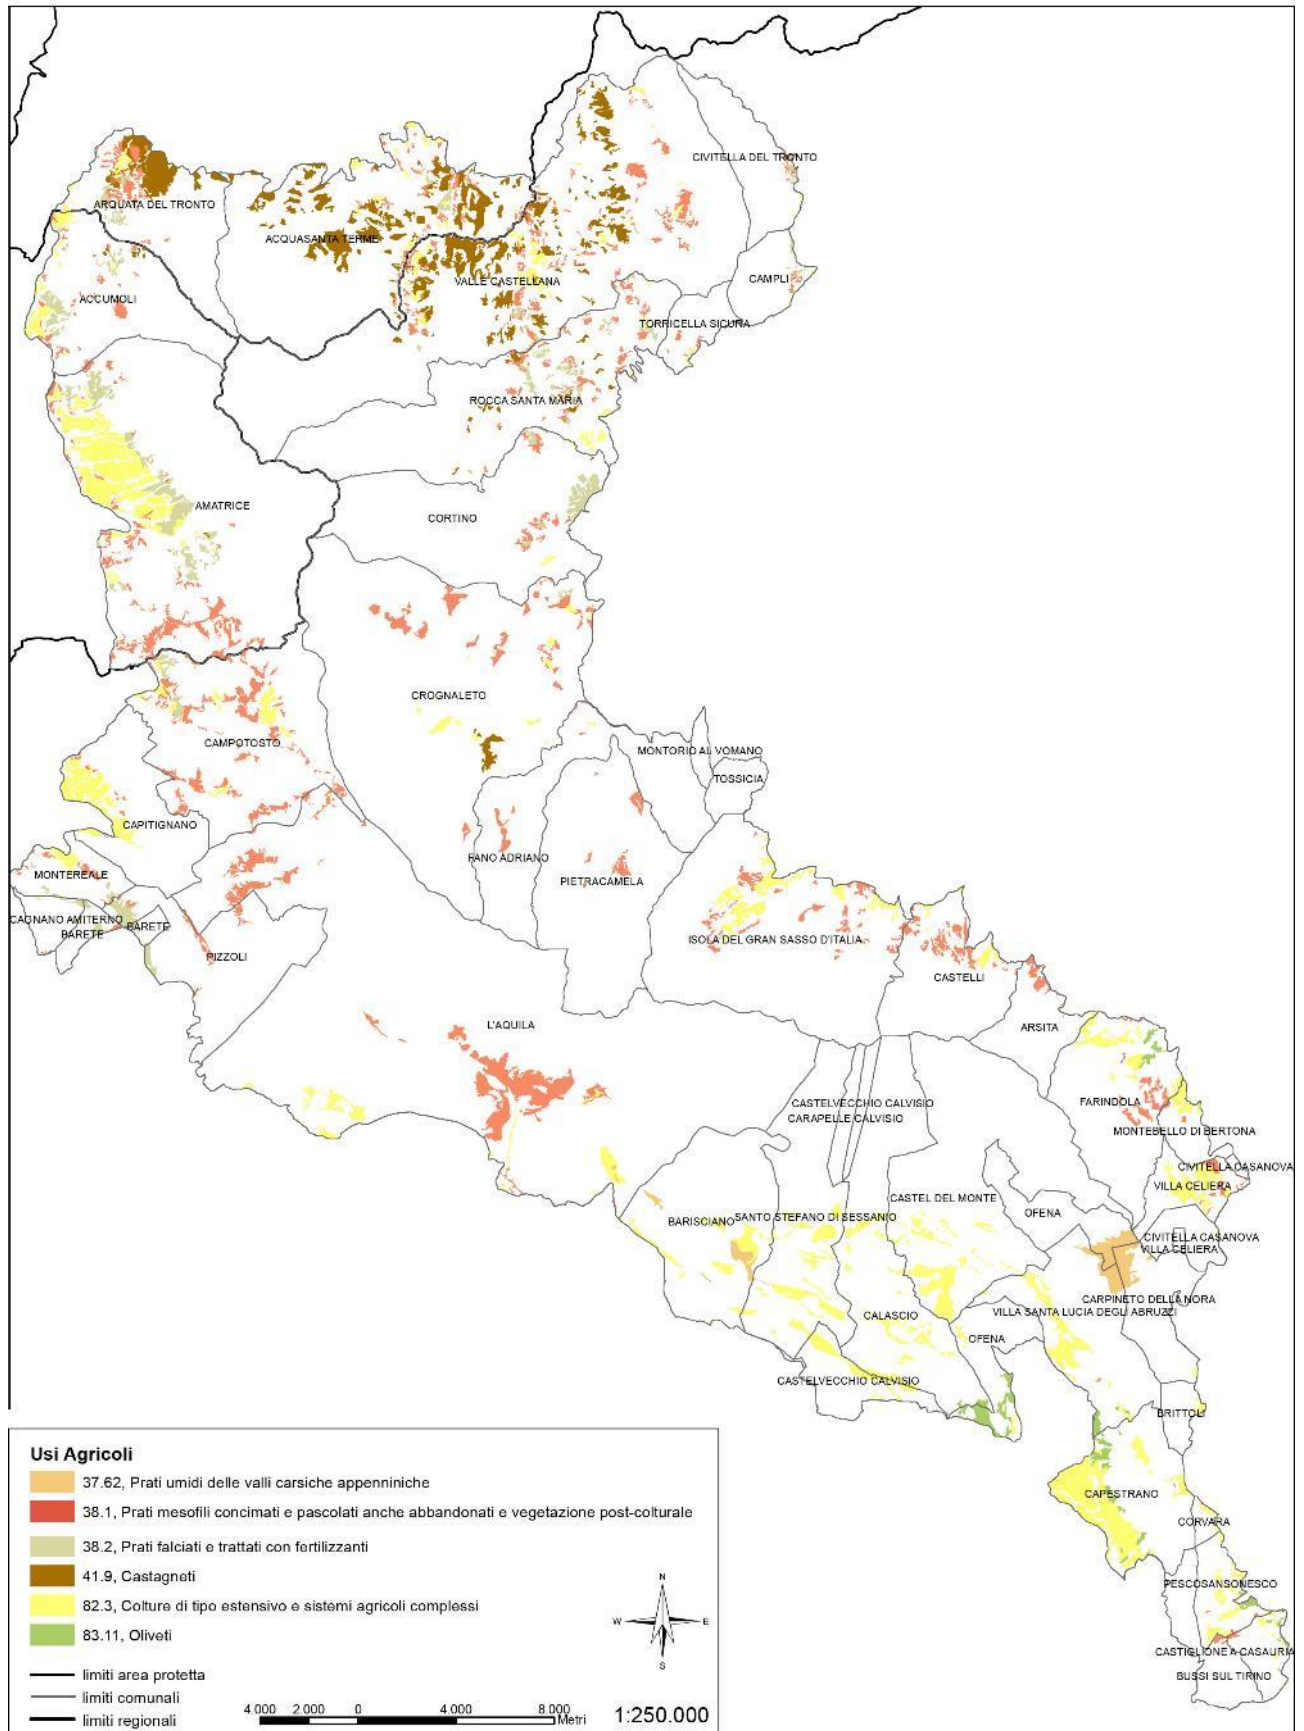 CIVITELLA DEL TRONTO
ARQUATA DEL TRONTO
ACQUASANTA TERME
VALLE CASTELLANA
CAMPLI
ACCUMOLI
TORRICELLA SICURA
ROCCA SANTA MARIA
AMATRICE
CORTINO
CROGNALETO
CAMPOTOSTO
MONTORIO AL VOMANO
TOSSICIA
CAPITIGNANO
FANO ADRIANO
MONTEREALE
PIETRACAMELA
CAGNANO AMITERNO
BARETE
BARETE
PIZZOLI
ISOLA DEL GRAN SASSO D'ITALIA
CASTELLI
L'AQUILA
ARSITA
CASTELVECCHIO CALVISIO
CARAPELLE CALVISIO
FARINDOLA
MONTEBELLO DI BERTONA
CIVITELLA CASANOVA
VILLA CELIERA
CASTEL DEL MONTE
OFENA
BARISCIANO
SANTO STEFANO DI SESSANIO
CIVITELLA CASANOVA
VILLA CELIERA
CARPINETO DELLA NORA
VILLA SANTA LUCIA DEGLI ABRUZZI
CALASCIO
OFENA
CASTELVECCHIO CALVISIO
BRITTOLI
CAPESTRANO
CORVARA
PESCOSANSONESCO
CASTIGLIONE A CASAURIA
BUSSI SUL TIRINO
Usi Agricoli
37.62, Prati umidi delle valli carsiche appenniniche
38.1, Prati mesofili concimati e pascolati anche abbandonati e vegetazione post-colturale
38.2, Prati falciati e trattati con fertilizzanti
41.9, Castagneti
82.3, Colture di tipo estensivo e sistemi agricoli complessi
83.11, Oliveti
limiti area protetta
limiti comunali
limiti regionali
N
W E
S
4.000 2.000 0 4.000 8.000
Metri
1:250.000